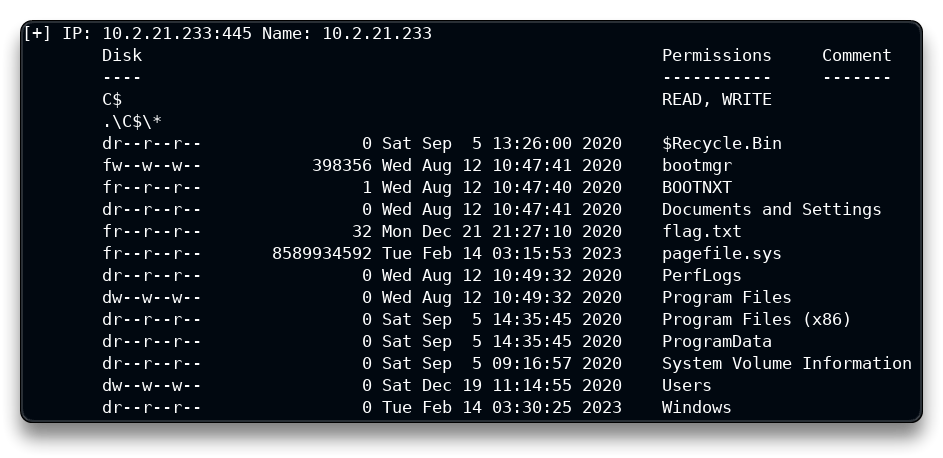 [+] IP: 10.2.21.233:445 Name: 10.2.21.233
Disk Permissions Comment
---- ----------- -------
C$ READ, WRITE
.\C$\*
dr--r--r-- 0 Sat Sep 5 13:26:00 2020 $Recycle.Bin
fw--w--w-- 398356 Wed Aug 12 10:47:41 2020 bootmgr
fr--r--r-- 1 Wed Aug 12 10:47:40 2020 BOOTNXT
dr--r--r-- 0 Wed Aug 12 10:47:41 2020 Documents and Settings
fr--r--r-- 32 Mon Dec 21 21:27:10 2020 flag.txt
fr--r--r-- 8589934592 Tue Feb 14 03:15:53 2023 pagefile.sys
dr--r--r-- 0 Wed Aug 12 10:49:32 2020 PerfLogs
dw--w--w-- 0 Wed Aug 12 10:49:32 2020 Program Files
dr--r--r-- 0 Sat Sep 5 14:35:45 2020 Program Files (x86)
dr--r--r-- 0 Sat Sep 5 14:35:45 2020 ProgramData
dr--r--r-- 0 Sat Sep 5 09:16:57 2020 System Volume Information
dw--w--w-- 0 Sat Dec 19 11:14:55 2020 Users
dr--r--r-- 0 Tue Feb 14 03:30:25 2023 Windows